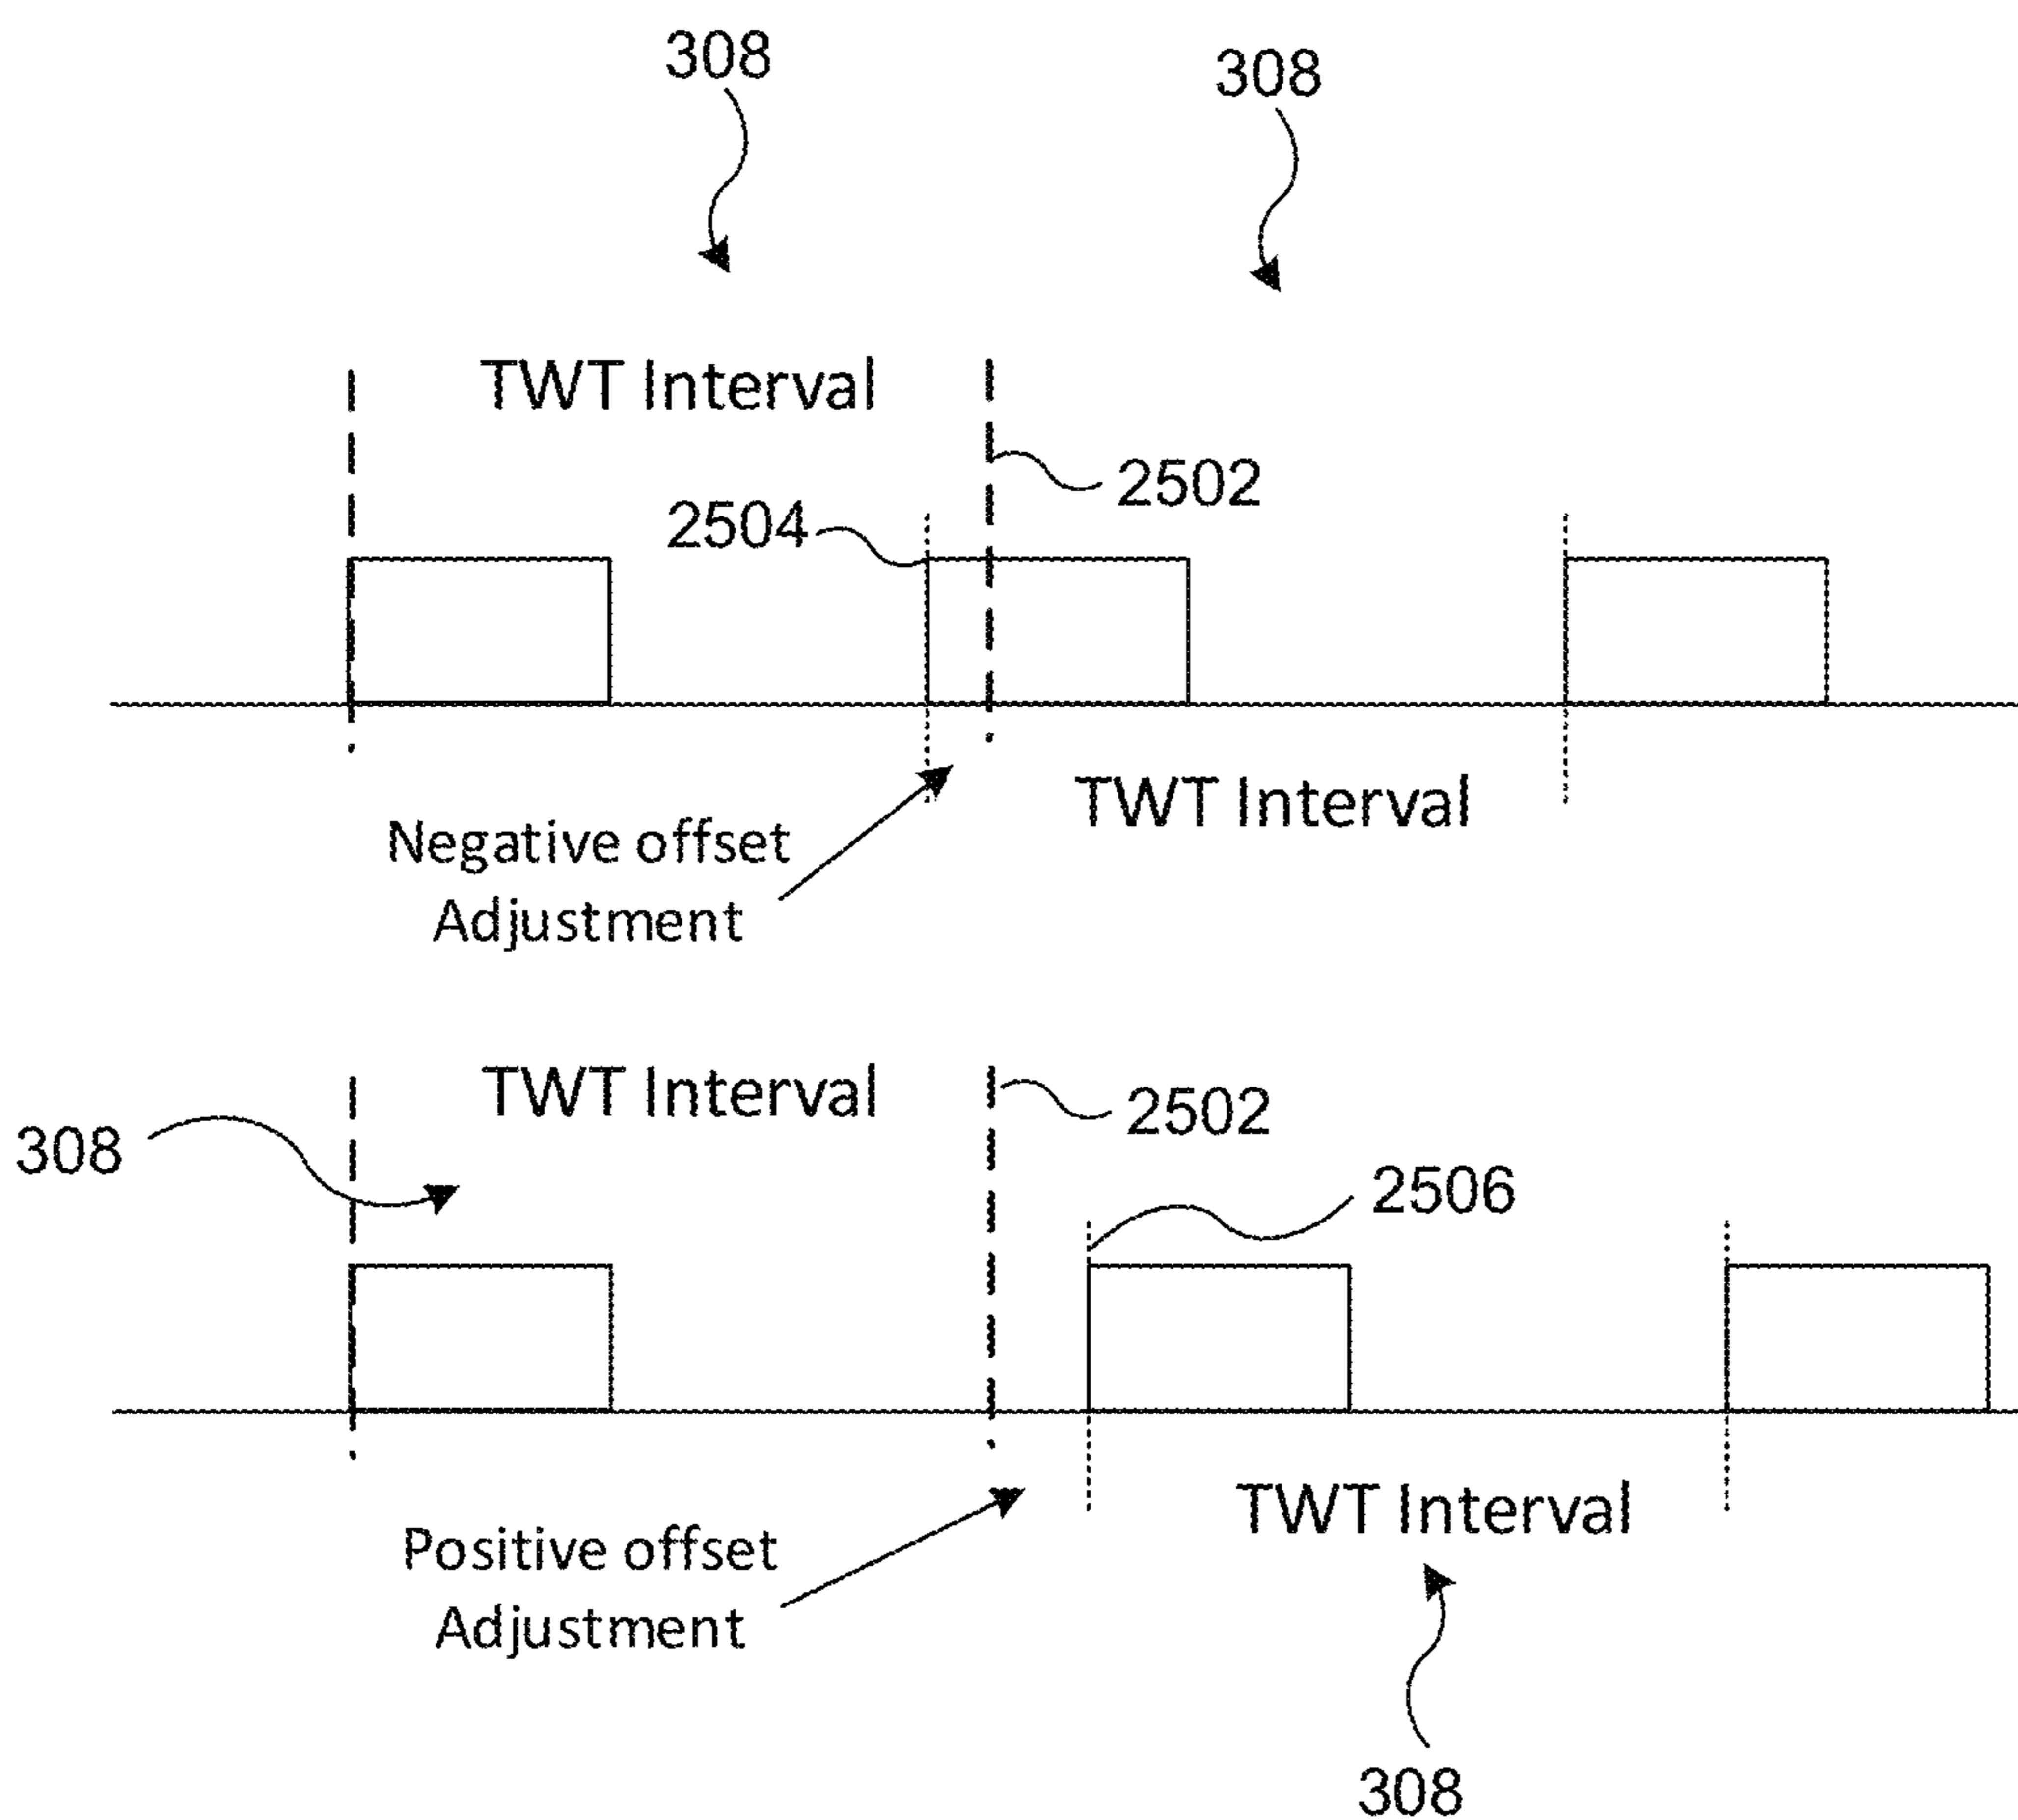 308
308
TWT Interval
2502
2504
TWT Interval
Negative offset
Adjustment
TWT Interval
2502
308
2506
TWT Interval
Positive offset
Adjustment
308